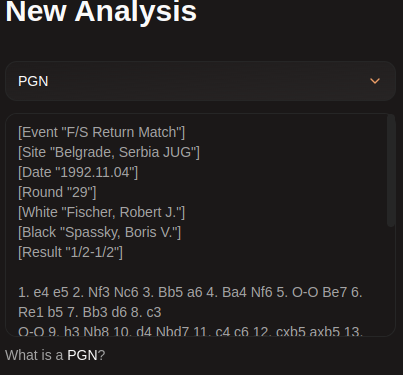 New Analysis
PGN
[Event "F/S Return Match"]
[Site "Belgrade, Serbia JUG"]
[Date "1992.11.04"]
[Round "29"]
[White "Fischer, Robert J."]
[Black "Spassky, Boris V."]
[Result "1/2-1/2"]
1. e4 e5 2. Nf3 Nc6 3. Bb5 a6 4. Ba4 Nf6 5. O-O Be7 6.
Re1 b5 7. Bb3 d6 8. c3
O-O 9. h3 Nb8 10. d4 Nbd7 11. c4 c6 12. cxb5 axb5 13.
What is a PGN?